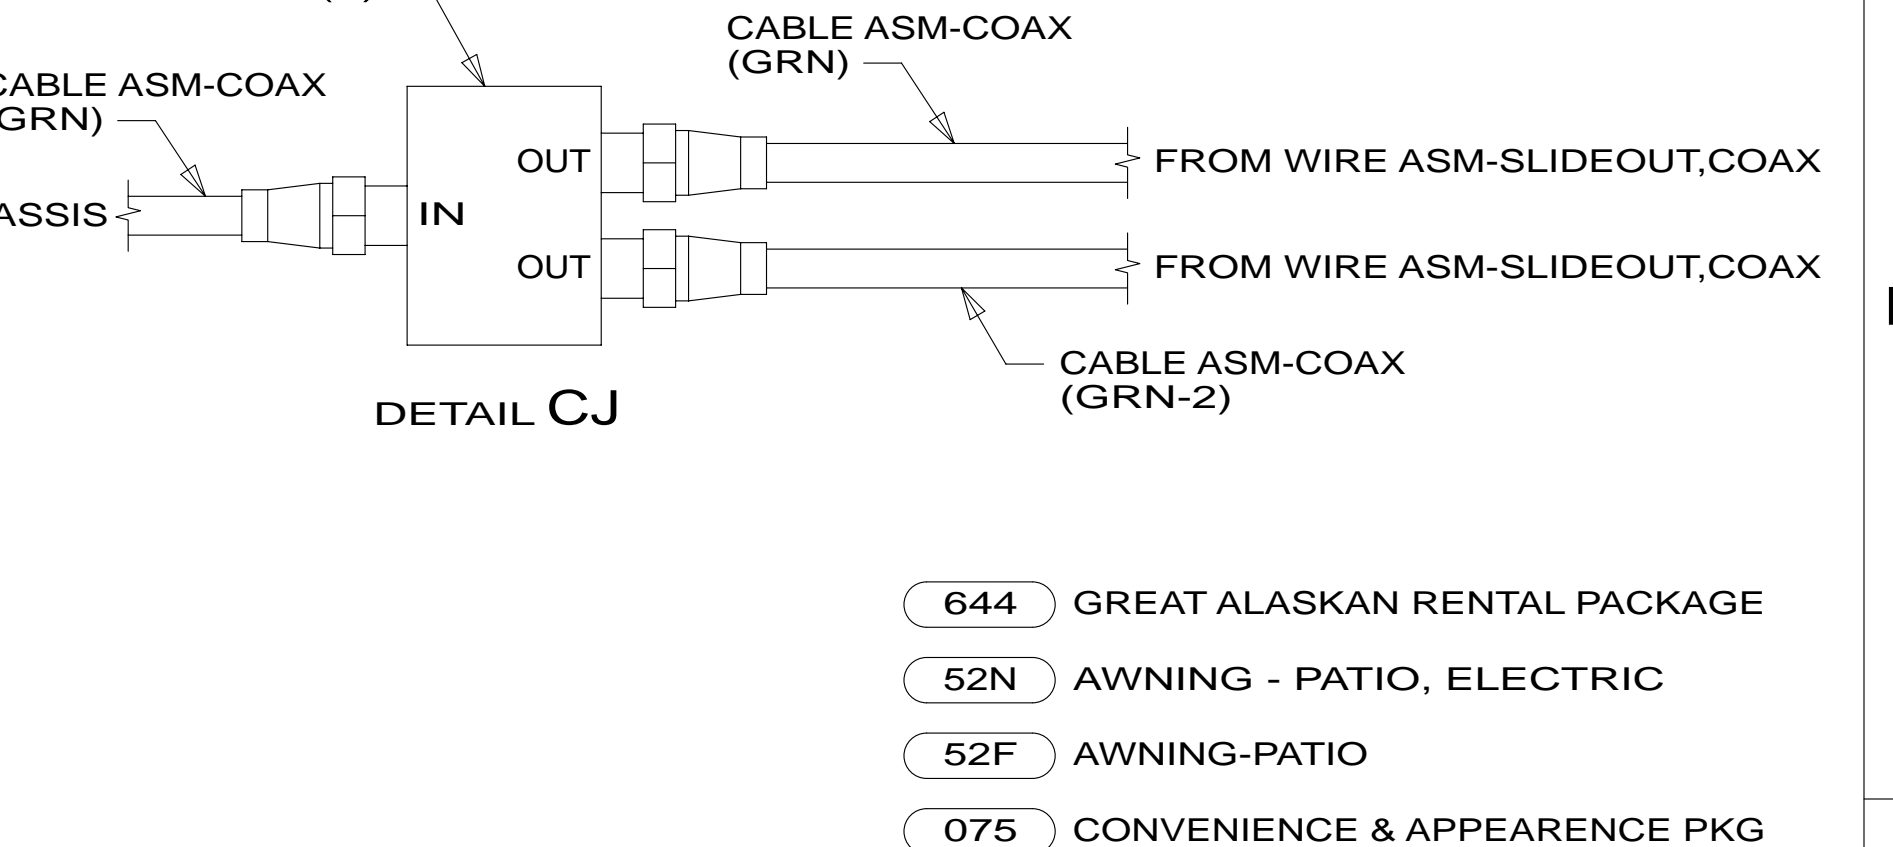 CABLE ASM-COAX
(GRN)
CABLE ASM-COAX
GRN)
OUT
FROM WIRE ASM-SLIDEOUT,COAX
IN
OUT
FROM WIRE ASM-SLIDEOUT,COAX
CABLE ASM-COAX
(GRN-2)
DETAIL CJ
644 GREAT ALASKAN RENTAL PACKAGE
52N AWNING - PATIO, ELECTRIC
52F AWNING-PATIO
075 CONVENIENCE & APPEARENCE PKG